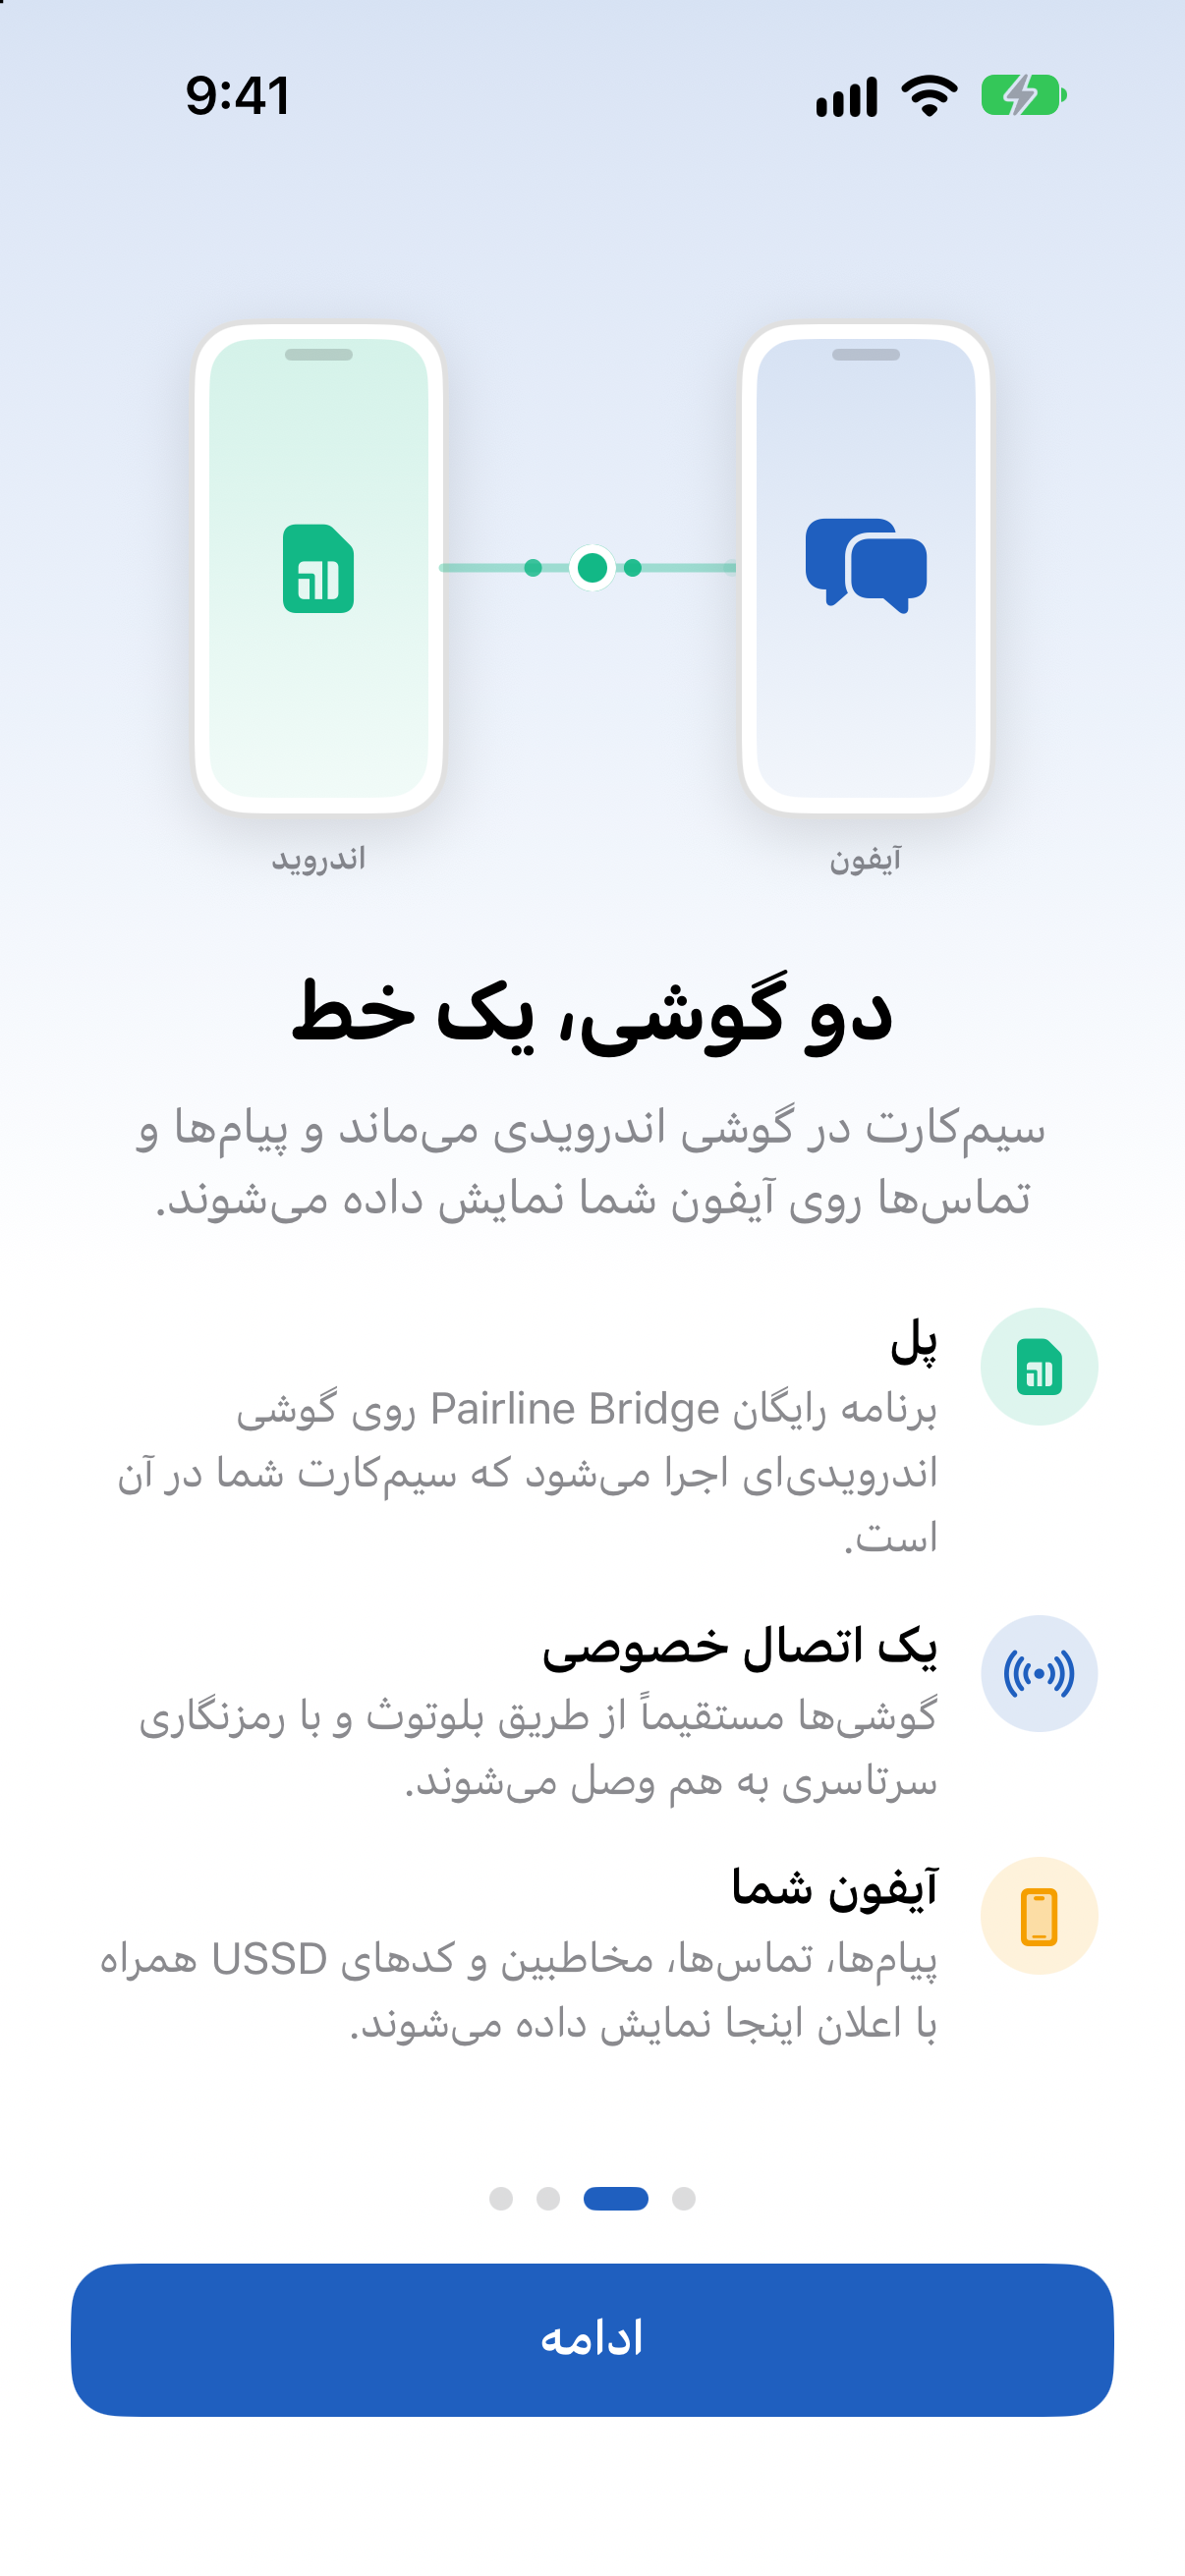 9:41
اندروید
آیفون
دو گوشی، یک خط
سیم‌کارت در گوشی اندرویدی می‌ماند و پیام‌ها و
تماس‌ها روی آیفون شما نمایش داده می‌شوند.
پل
برنامه رایگان Pairline Bridge روی گوشی
اندرویدی‌ای اجرا می‌شود که سیم‌کارت شما در آن
است.
یک اتصال خصوصی
گوشی‌ها مستقیماً از طریق بلوتوث و با رمزنگاری
سرتاسری به هم وصل می‌شوند.
آیفون شما
پیام‌ها، تماس‌ها، مخاطبین و کدهای USSD همراه
با اعلان اینجا نمایش داده می‌شوند.
ادامه